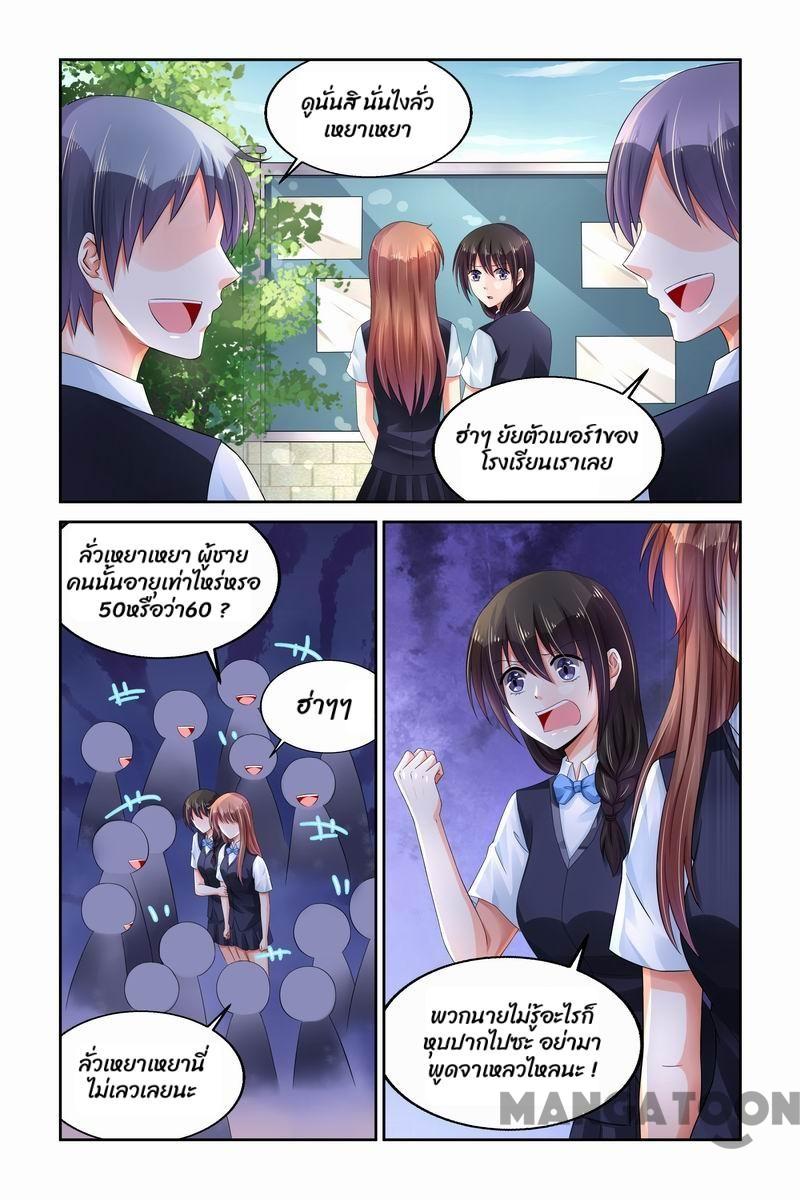 ดูนั่นสิ นั่นไงลั่ว
เหยาเหยา
ฮ่าๆ ยัยตัวเบอร์1ของ
โรงเรียนเราเลย
ลั่วเหยาเหยา ผู้ชาย
คนนั้นอายุเท่าไหร่หรอ
50หรือว่า60 ?
ฮ่าๆๆ
ลั่วเหยาเหยานี่
ไม่เลวเลยนะ
พวกนายไม่รู้อะไรก็
หุบปากไปซะ อย่ามา
พูดจาเหลวไหลนะ !
MANGATOON